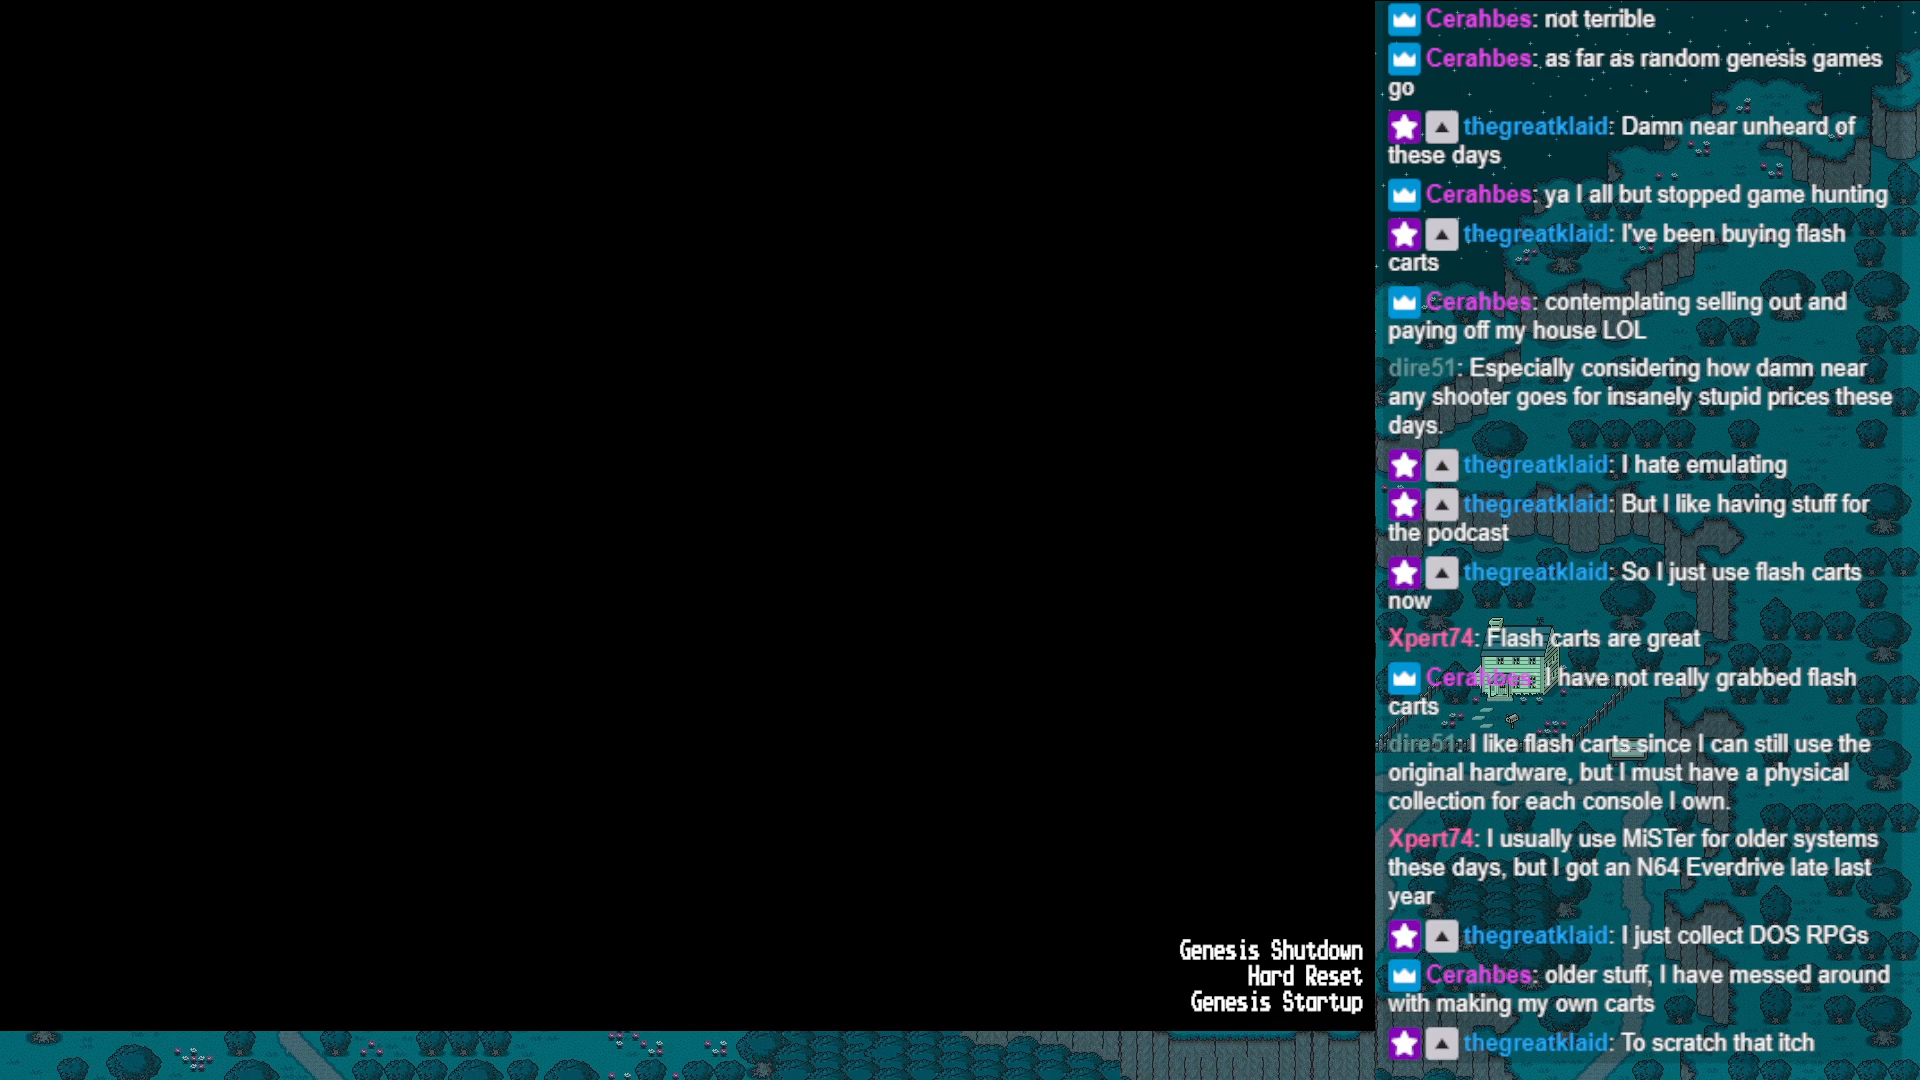 Cerahbes: not terrible
Cerahbes: as far as random genesis games
go
thegreatklaid: Damn near unheard of
these days
Cerahbes: ya I all but stopped game hunting
thegreatklaid: I've been buying flash
carts
Cerahbes: contemplating selling out and
paying off my house LOL
dire51: Especially considering how damn near
any shooter goes for insanely stupid prices these
days.
thegreatklaid: I hate emulating
thegreatklaid: But I like having stuff for
the podcast
thegreatklaid: So I just use flash carts
now
Xpert74: Flash carts are great
Cerahbes: I have not really grabbed flash
carts
dire51: I like flash carts since I can still use the
original hardware, but I must have a physical
collection for each console I own.
Xpert74: I usually use MiSTer for older systems
these days, but I got an N64 Everdrive late last
year
thegreatklaid: I just collect DOS RPGs
Cerahbes: older stuff, I have messed around
with making my own carts
thegreatklaid: To scratch that itch
Genesis Shutdown
Hard Reset
Genesis Startup